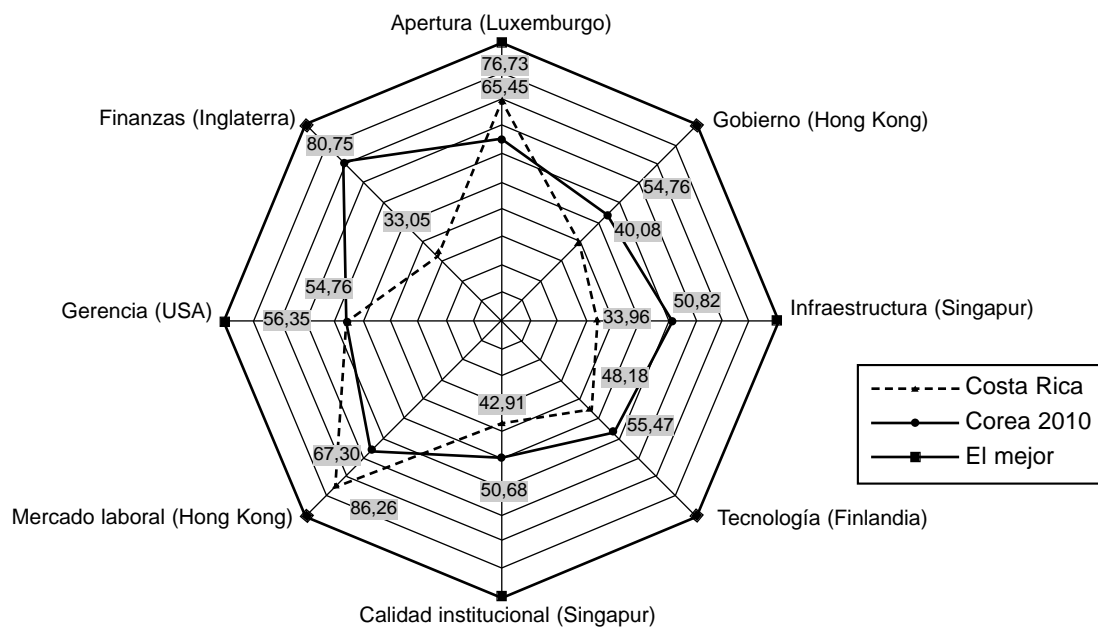 Apertura (Luxemburgo)
76,73
65,45
Finanzas (Inglaterra)
Gobierno (Hong Kong)
80,75
54,76
33,05
40,08
54,76
50,82
Gerencia (USA)
56,35
33,96
Infraestructura (Singapur)
48,18
Costa Rica
42,91
55,47
Corea 2010
67,30
El mejor
50,68
86,26
Mercado laboral (Hong Kong)
Tecnología (Finlandia)
Calidad institucional (Singapur)